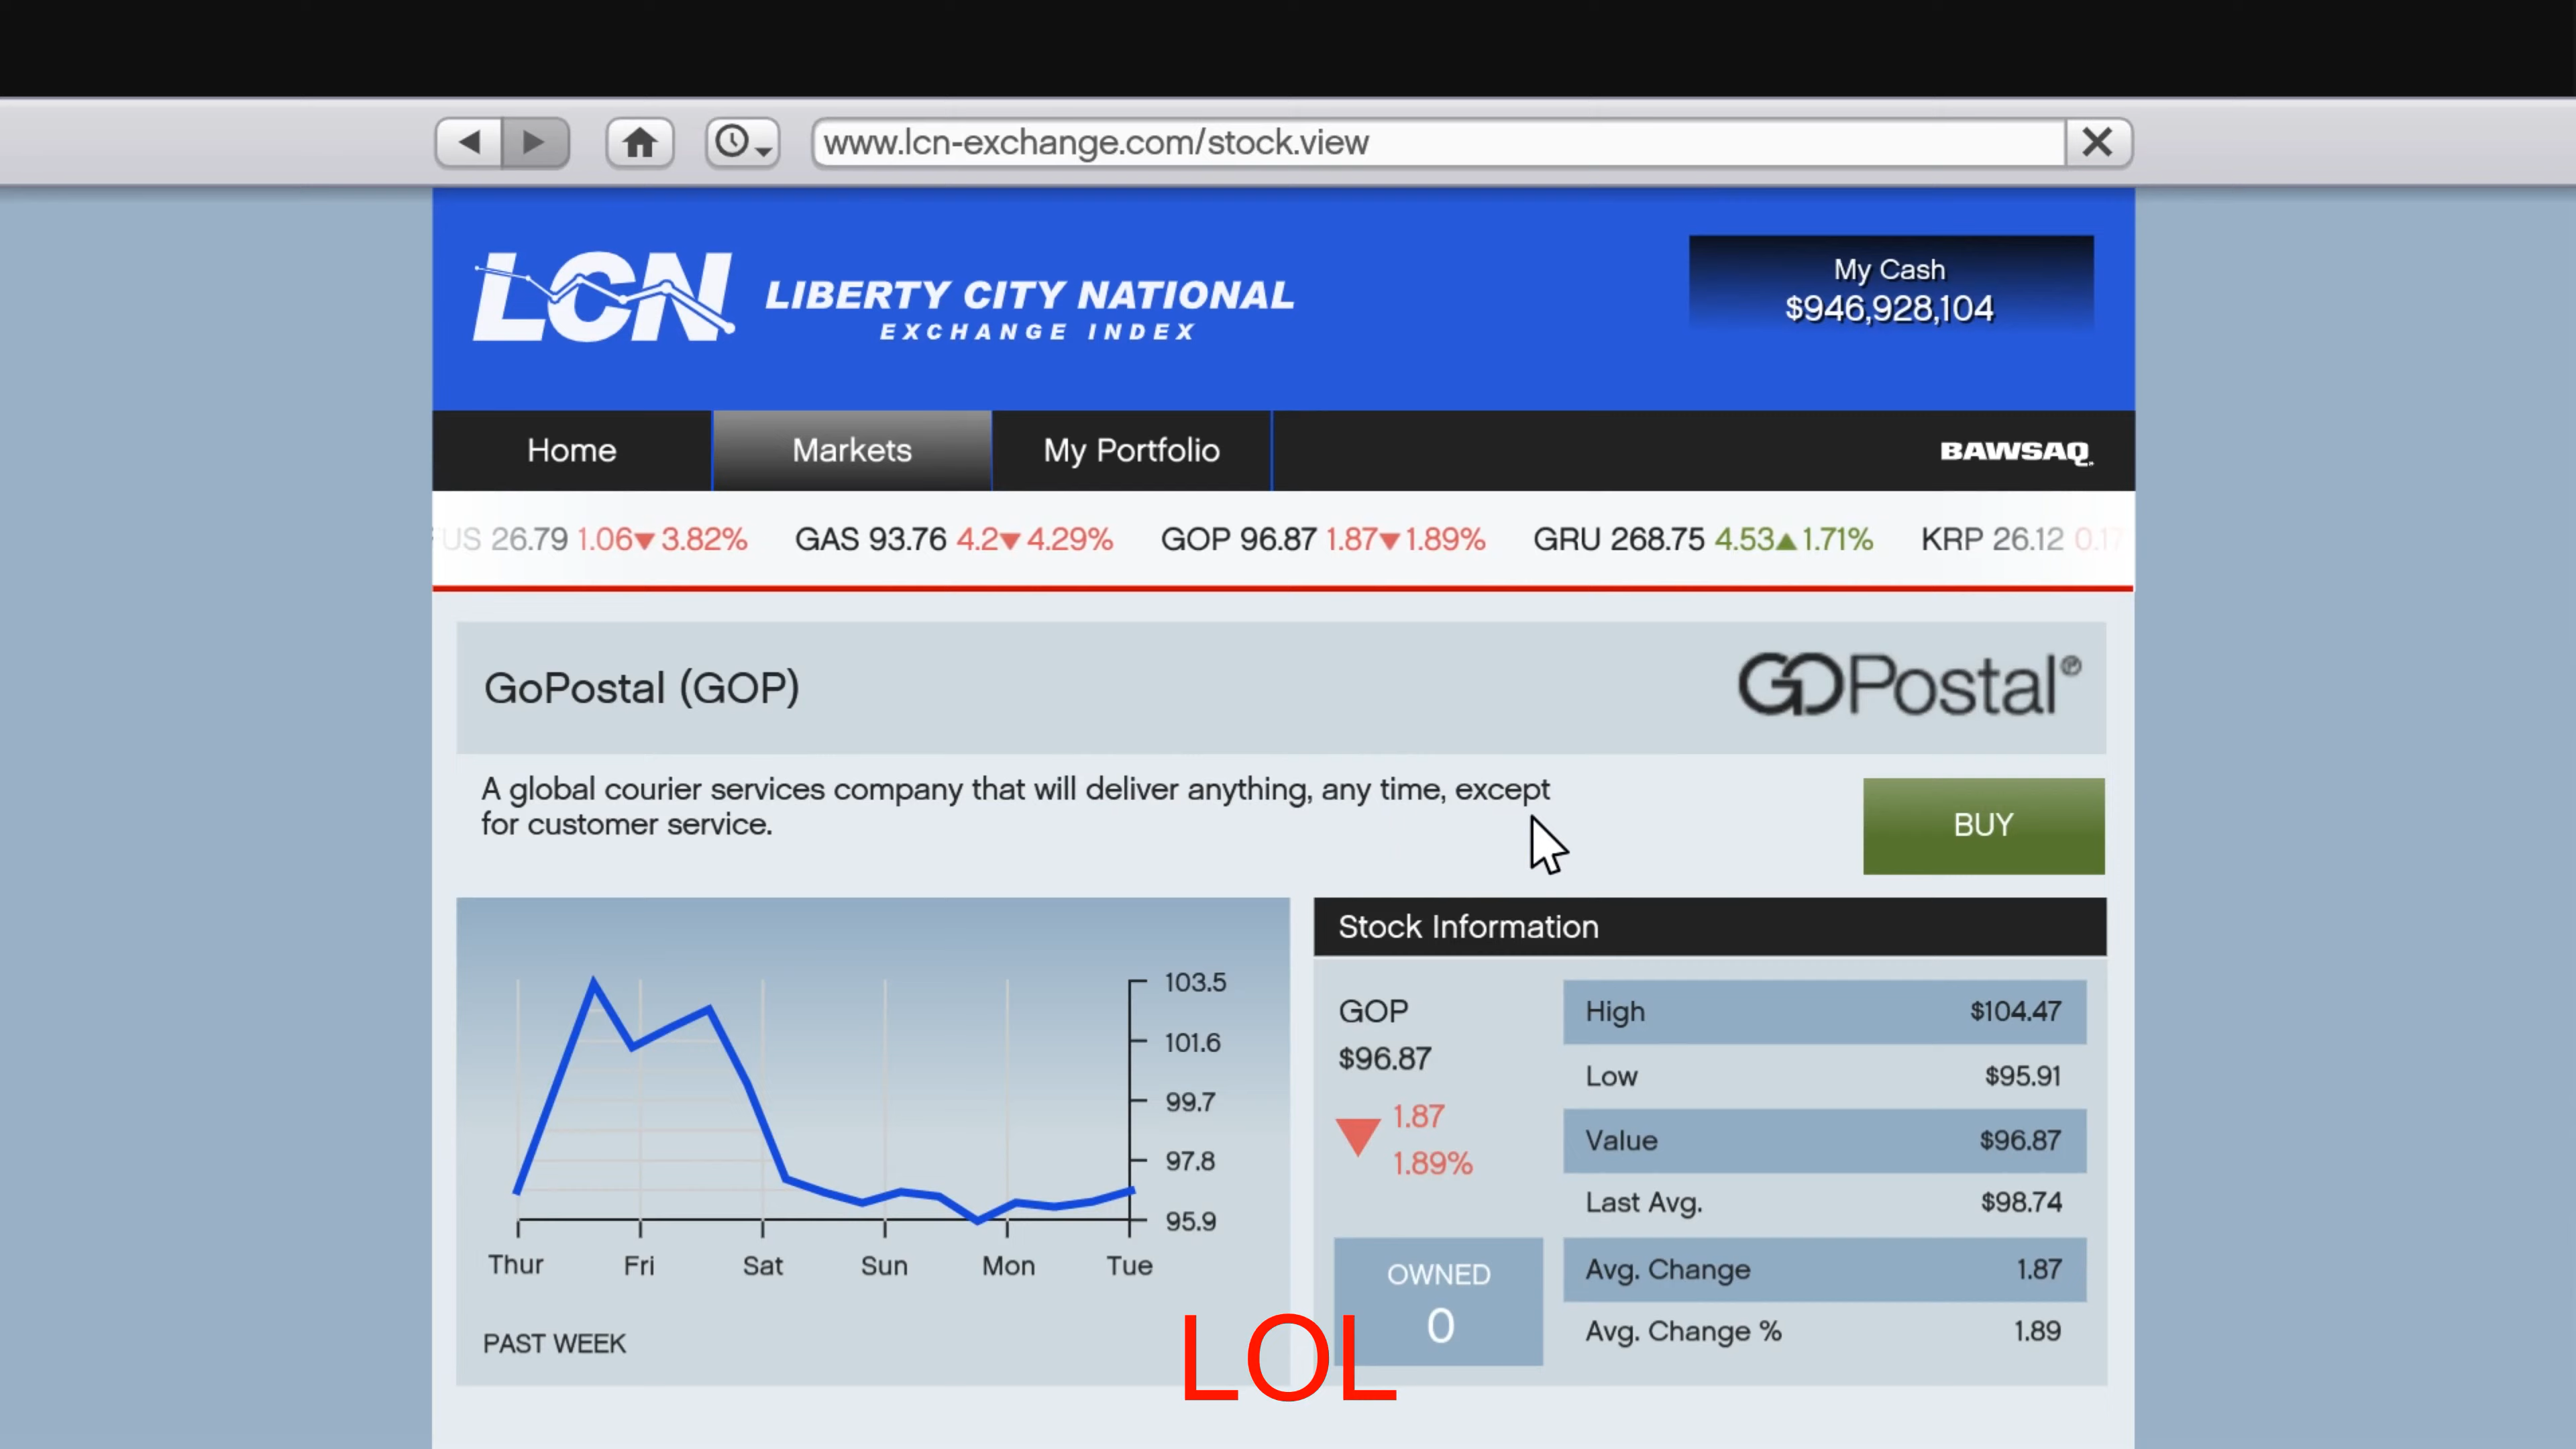 www.lcn-exchange.com/stock.view
LCN LIBERTY CITY NATIONAL
EXCHANGE INDEX
My Cash
$946,928,104
Home Markets My Portfolio BAWSAQ
US 26.79 1.06▼3.82% GAS 93.76 4.2▼4.29% GOP 96.87 1.87▼1.89% GRU 268.75 4.53▲1.71% KRP 26.12 0.17
GoPostal (GOP)
GOPostal®
A global courier services company that will deliver anything, any time, except
for customer service.
BUY
103.5
101.6
99.7
97.8
95.9
Thur Fri Sat Sun Mon Tue
PAST WEEK
Stock Information
GOP
$96.87
1.87
1.89%
OWNED
0
High $104.47
Low $95.91
Value $96.87
Last Avg. $98.74
Avg. Change 1.87
Avg. Change % 1.89
LOL